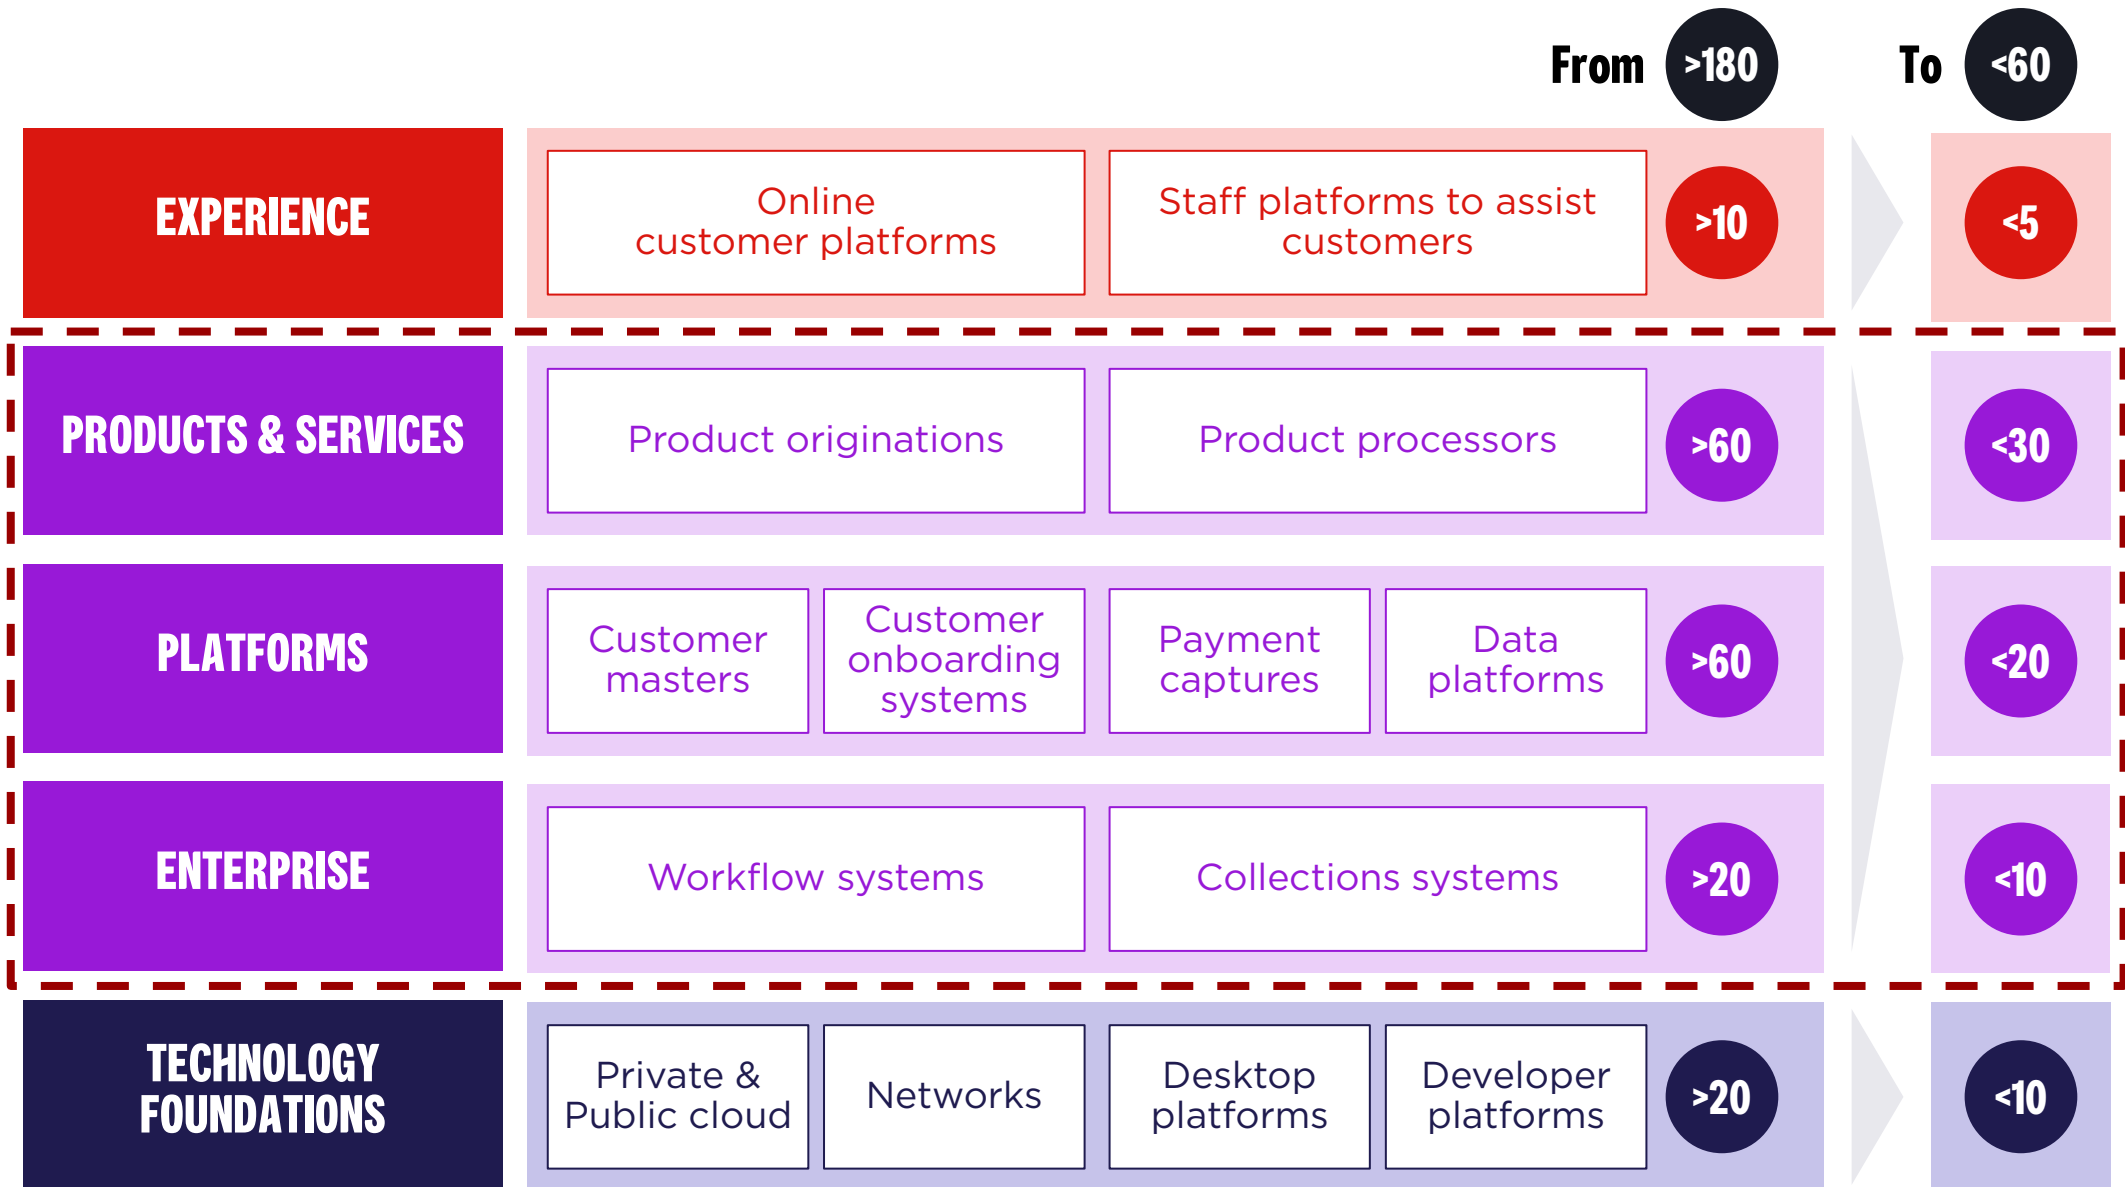 From >180 To <60
EXPERIENCE
Online
customer platforms
Staff platforms to assist
customers
>10
<5
PRODUCTS & SERVICES
Product originations
Product processors
>60
<30
PLATFORMS
Customer
masters
Customer
onboarding
systems
Payment
captures
Data
platforms
>60
<20
ENTERPRISE
Workflow systems
Collections systems
>20
<10
TECHNOLOGY
FOUNDATIONS
Private &
Public cloud
Networks
Desktop
platforms
Developer
platforms
>20
<10